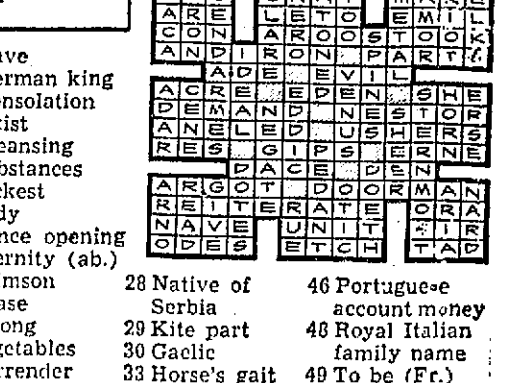 ARE LETO EMIL
CON AROOSTOOK
ANDIRON PART
ADE EVIL
ACRE EDEN SHE
DEMAND NESTOR
ANELED USHERS
RES GIPS ERNE
DACE DEN
ARGOT DOORMAN
REITERATE ORA
NAVE UNIT AIR
ODES ETCH TAD
erman king
nsolation
ist
eansing
bstances
ckest
dy
nce opening
ernity (ab.)
mson
ase
ong
getables
rrender
28 Native of
Serbia
29 Kite part
30 Gaelic
33 Horse's gait
46 Portuguese
account money
48 Royal Italian
family name
49 To be (Fr.)